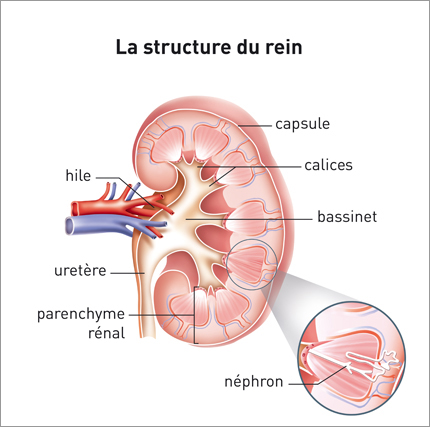 La structure du rein
capsule
calices
hile
bassinet
uretère
parenchyme
rénal
néphron